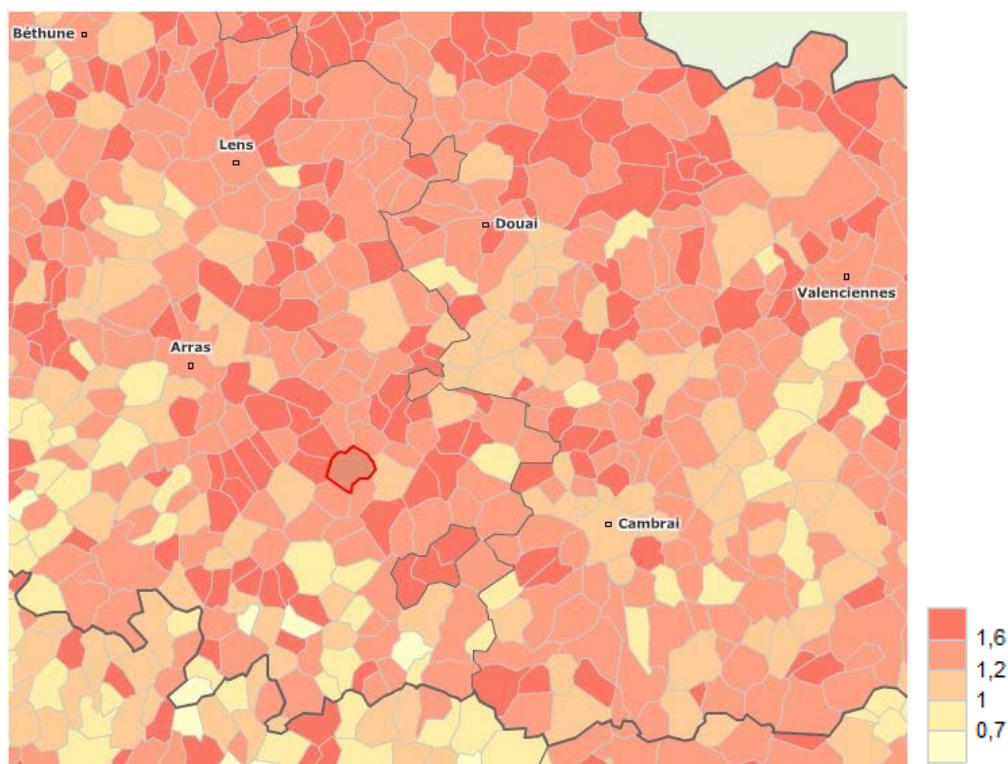 Béthune
Lens
Douai
Valenciennes
Arras
Cambrai
1,6
1,2
1
0,7